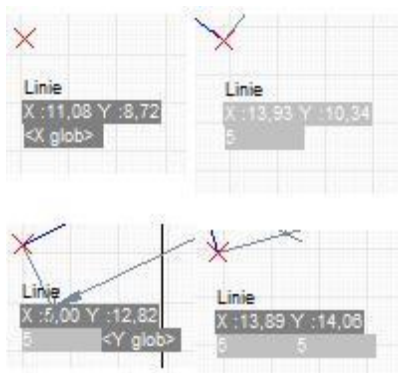 Linie
X :11,08 Y :8,72
<X glob>
Linie
X :13,93 Y :10,34
5
Linie
X :5,00 Y :12,82
5 <Y glob>
Linie
X :13,89 Y :14,06
5 5